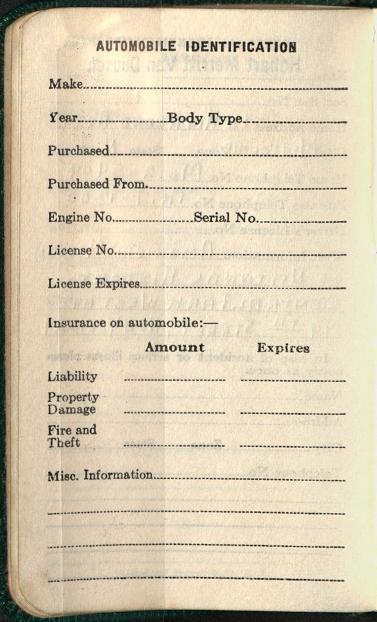 AUTOMOBILE IDENTIFICATION
Make
Year Body Type
Purchased
Purchased From
Engine No. Serial No.
License No.
License Expires
Insurance on automobile:—
Amount Expires
Liability
Property
Damage
Fire and
Theft
Misc. Information